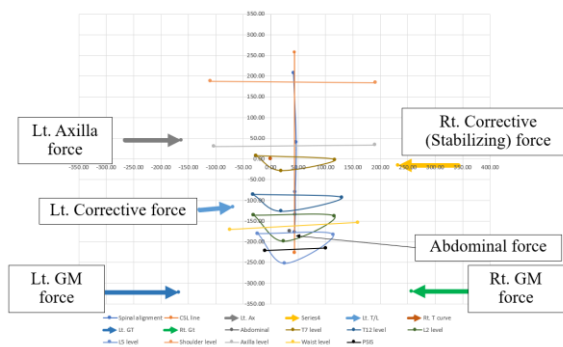 350.00
300.00
250.00
200.00
150.00
100.00
50.00
0.00
-350.00 -300.00 -250.00 -200.00 -150.00 -100.00 -50.00 0.00 50.00 100.00 150.00 200.00 250.00 300.00 350.00 400.00
-50.00
-100.00
-150.00
-200.00
-250.00
-300.00
-350.00
Lt. Axilla
force
Rt. Corrective
(Stabilizing) force
Lt. Corrective force
Abdominal force
Lt. GM
force
Rt. GM
force
Spinal alignment CSL line Lt. Ax Series4 Lt. T/L Rt. T curve
Lt. GT Rt. Gt Abdominal T7 level T12 level L2 level
L5 level Shoulder level Axilla level Waist level PSIS